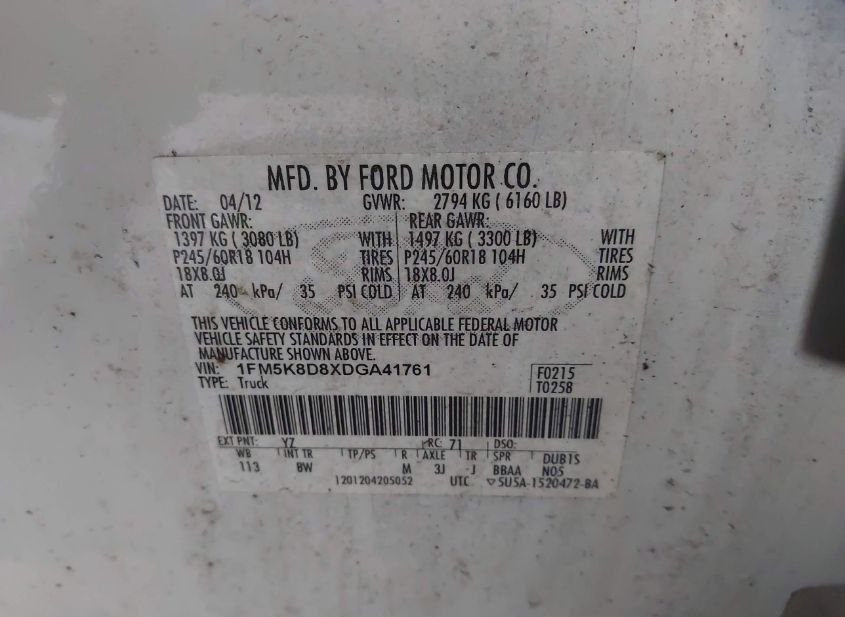 MFD. BY FORD MOTOR CO.
DATE: 04/12 GVWR: 2794 KG ( 6160 LB)
FRONT GAWR: REAR GAWR:
1397 KG ( 3080 LB) WITH 1497 KG ( 3300 LB) WITH
P245/60R18 104H TIRES P245/60R18 104H TIRES
18X8.0J RIMS 18X8.0J RIMS
AT 240 kPa/ 35 PSI COLD AT 240 kPa/ 35 PSI COLD
THIS VEHICLE CONFORMS TO ALL APPLICABLE FEDERAL MOTOR
VEHICLE SAFETY STANDARDS IN EFFECT ON THE DATE OF
MANUFACTURE SHOWN ABOVE.
VIN: 1FM5K8D8XDGA41761 F0215
TYPE: Truck T0258
EXT PNT: YZ RC: 71 DSO:
WB INT TR TP/PS R AXLE TR SPR DUB1S
113 8W M 3J J BBAA N05
1201204205052 UTC ▽5U5A-1520472-BA